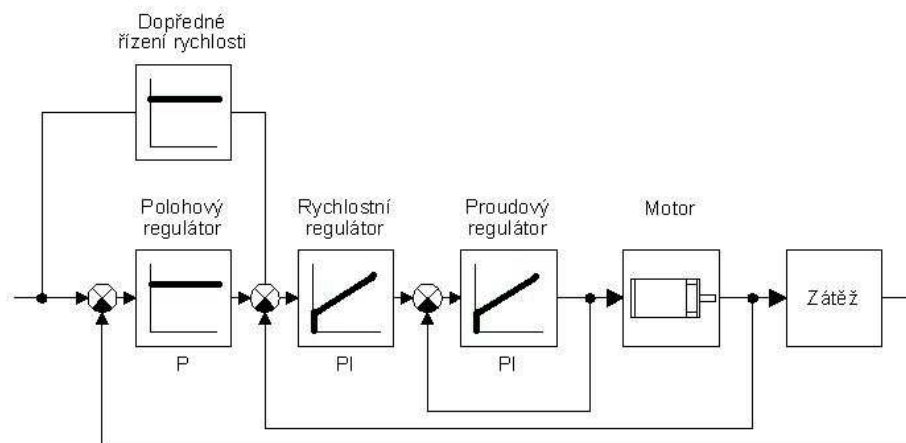 Dopředné
řízení rychlosti
Polohový
regulátor
Rychlostní
regulátor
Proudový
regulátor
Motor
Zátěž
P
PI
PI